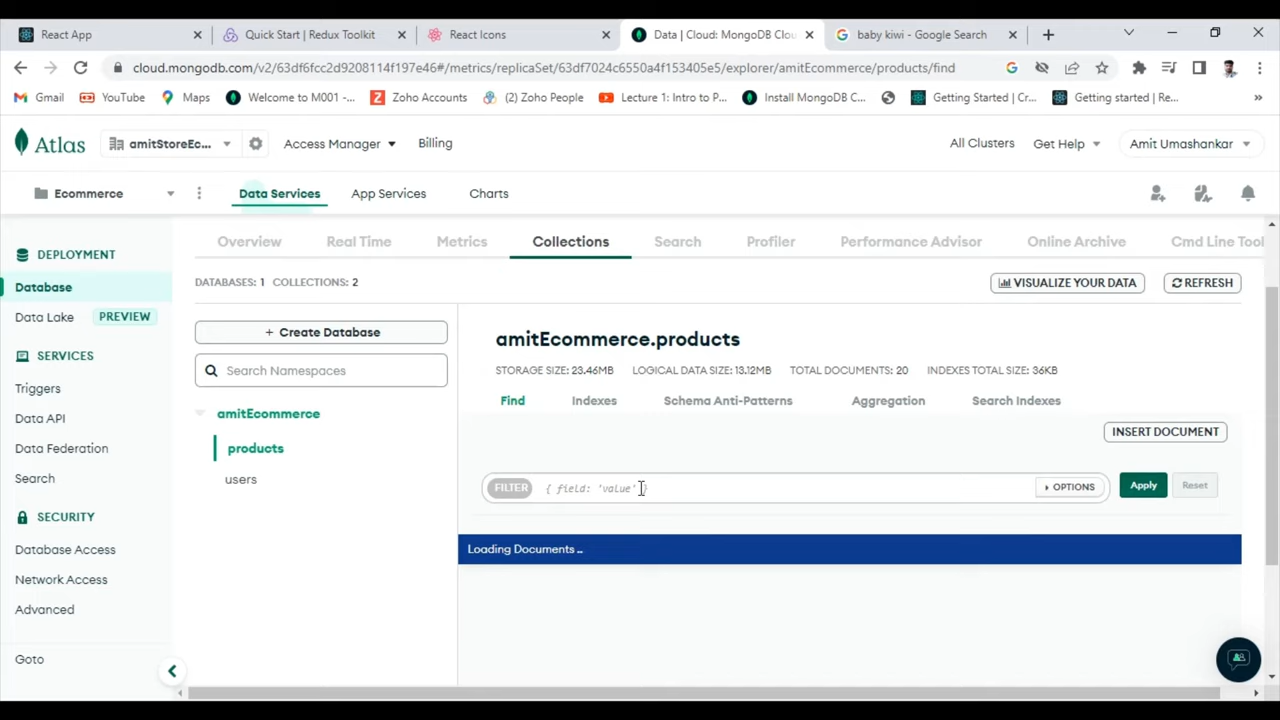 React App
Quick Start | Redux Toolkit
React Icons
Data | Cloud: MongoDB Clou
baby kiwi - Google Search
cloud.mongodb.com/v2/63df6fcc2d9208114f197e46#/metrics/replicaSet/63df7024c6550a4f153405e5/explorer/amitEcommerce/products/find
Gmail
YouTube
Maps
Welcome to M001 -...
Zoho Accounts
(2) Zoho People
Lecture 1: Intro to P...
Install MongoDB C...
Getting Started | Cr...
Getting started | Re...
»
Atlas
amitStoreEc...
Access Manager
Billing
All Clusters
Get Help
Amit Umashankar
Ecommerce
Data Services
App Services
Charts
DEPLOYMENT
Database
Data Lake
PREVIEW
SERVICES
Triggers
Data API
Data Federation
Search
SECURITY
Database Access
Network Access
Advanced
Goto
Overview
Real Time
Metrics
Collections
Search
Profiler
Performance Advisor
Online Archive
Cmd Line Tool
DATABASES: 1 COLLECTIONS: 2
VISUALIZE YOUR DATA
REFRESH
+ Create Database
Search Namespaces
amitEcommerce
products
users
amitEcommerce.products
STORAGE SIZE: 23.46MB LOGICAL DATA SIZE: 13.12MB TOTAL DOCUMENTS: 20 INDEXES TOTAL SIZE: 36KB
Find
Indexes
Schema Anti-Patterns
Aggregation
Search Indexes
INSERT DOCUMENT
FILTER
{ field: 'value' }
OPTIONS
Apply
Reset
Loading Documents ...